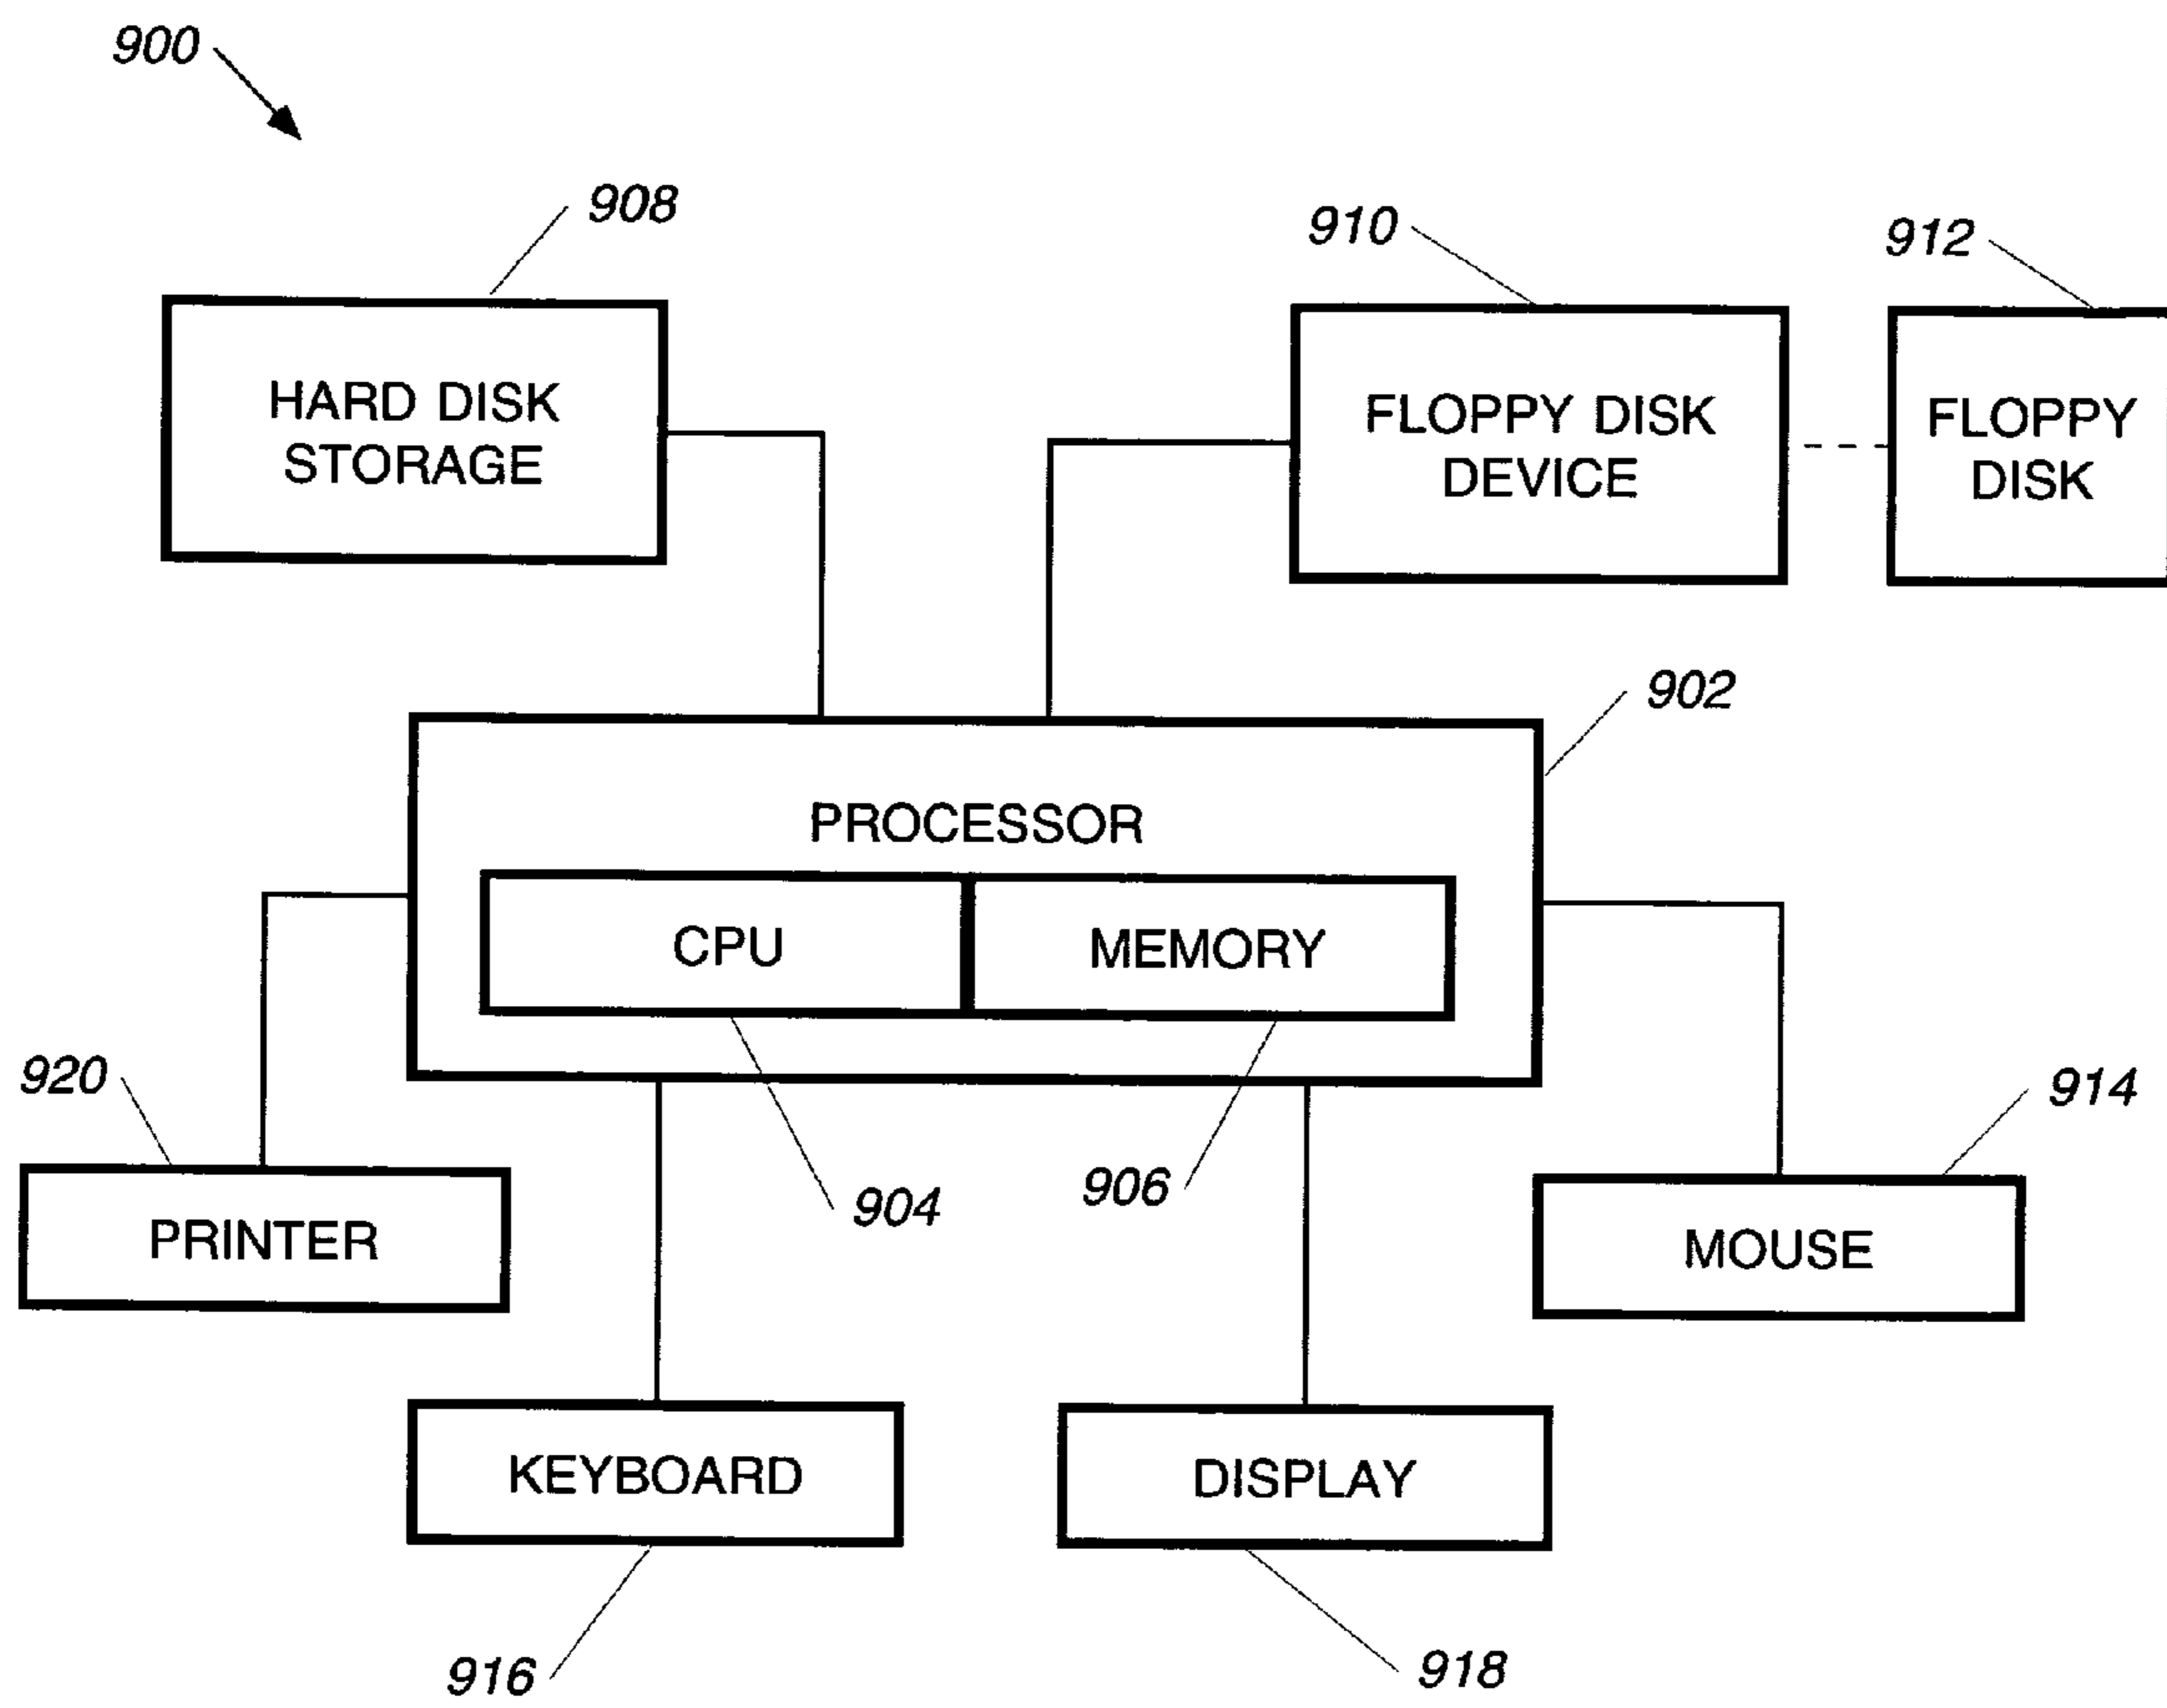 900
908
910
912
HARD DISK
STORAGE
FLOPPY DISK
DEVICE
FLOPPY
DISK
902
PROCESSOR
CPU
MEMORY
920
914
904
906
PRINTER
MOUSE
KEYBOARD
DISPLAY
916
918